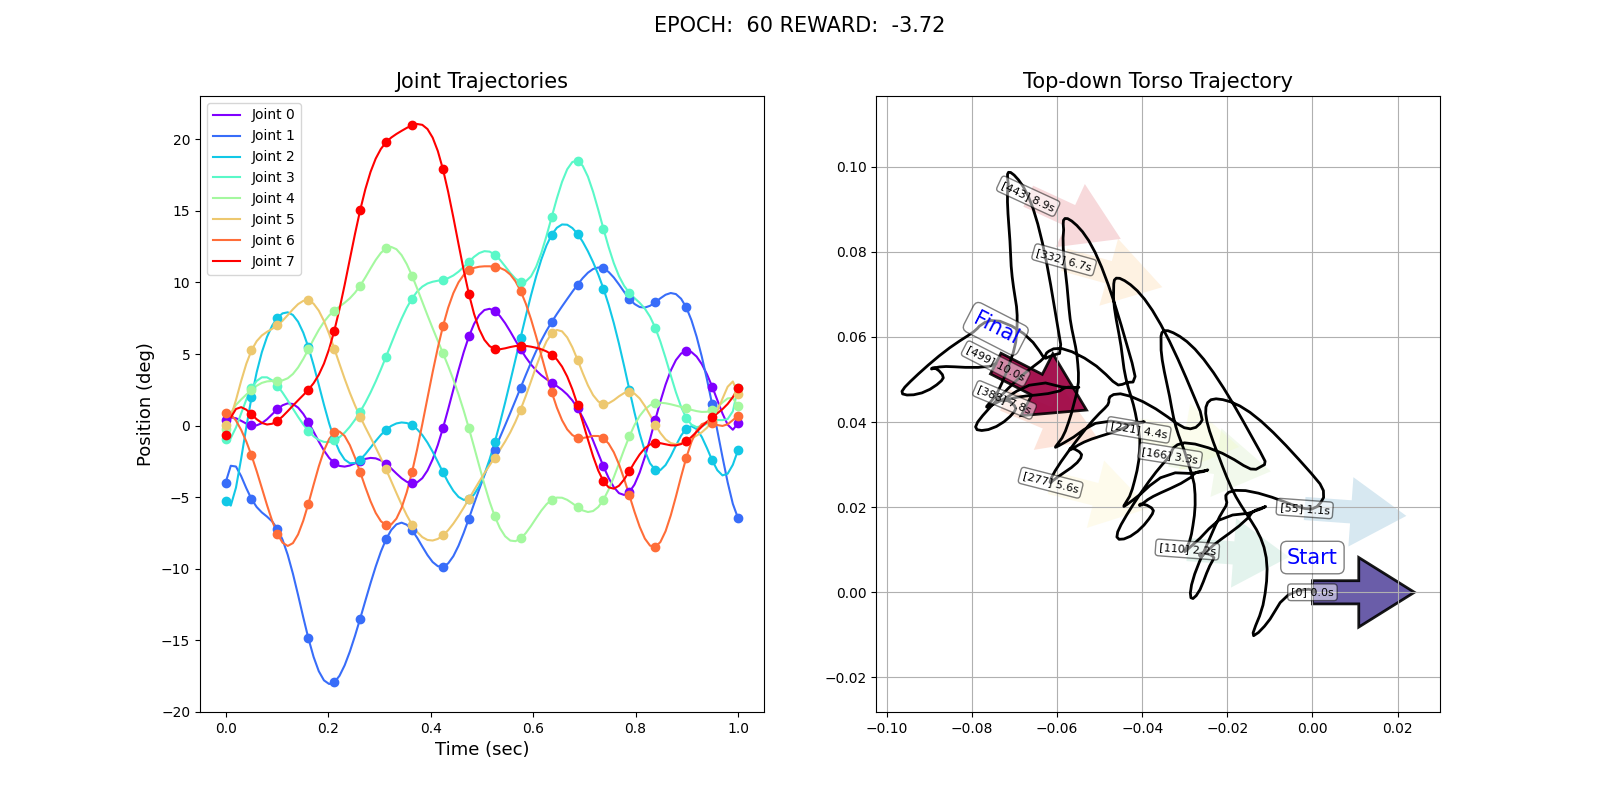 EPOCH:  60 REWARD:  -3.72
Joint Trajectories
Position (deg)
20
15
10
5
0
−5
−10
−15
−20
Joint 0
Joint 1
Joint 2
Joint 3
Joint 4
Joint 5
Joint 6
Joint 7
0.0 0.2 0.4 0.6 0.8 1.0
Time (sec)
Top-down Torso Trajectory
0.10
0.08
0.06
0.04
0.02
0.00
−0.02
[443] 8.9s
[332] 6.7s
Final
[499] 10.0s
[388] 7.8s
[221] 4.4s
[166] 3.3s
[277] 5.6s
[55] 1.1s
[110] 2.2s
Start
[0] 0.0s
−0.10 −0.08 −0.06 −0.04 −0.02 0.00 0.02